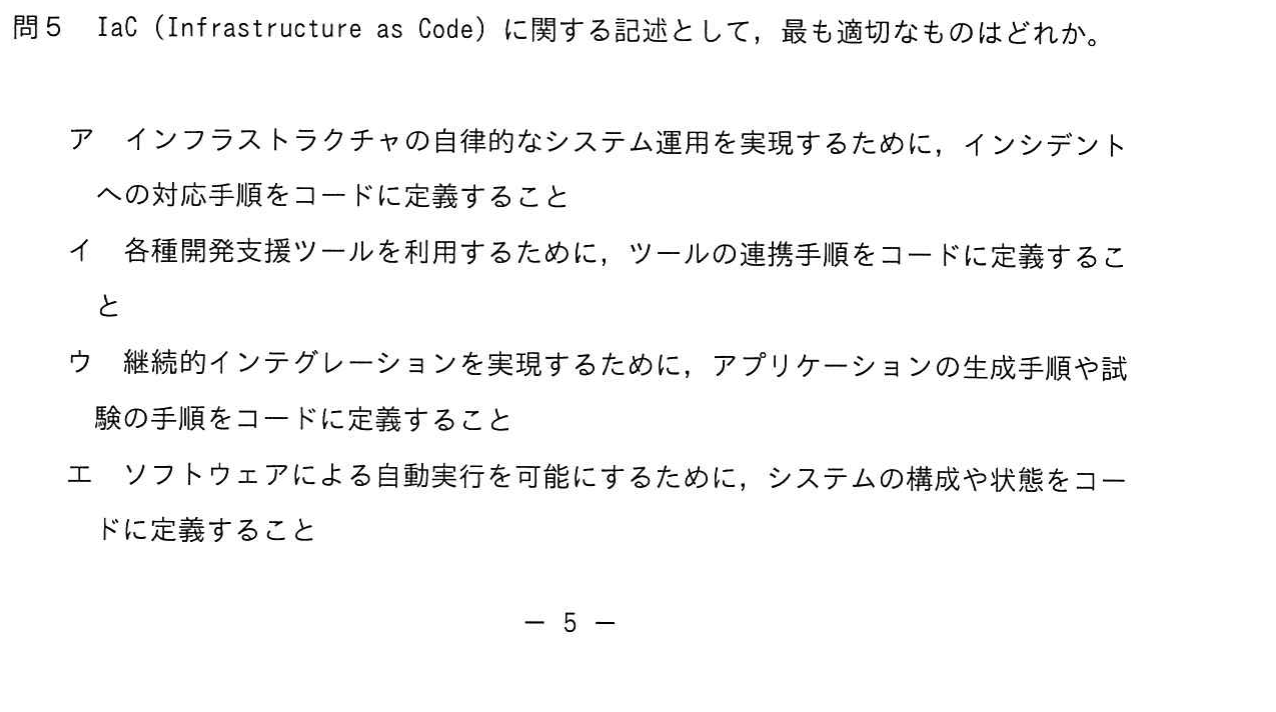 問５　IaC（Infrastructure as Code）に関する記述として，最も適切なものはどれか。
ア　インフラストラクチャの自律的なシステム運用を実現するために，インシデント
への対応手順をコードに定義すること
イ　各種開発支援ツールを利用するために，ツールの連携手順をコードに定義するこ
と
ウ　継続的インテグレーションを実現するために，アプリケーションの生成手順や試
験の手順をコードに定義すること
エ　ソフトウェアによる自動実行を可能にするために，システムの構成や状態をコー
ドに定義すること
― 5 ―